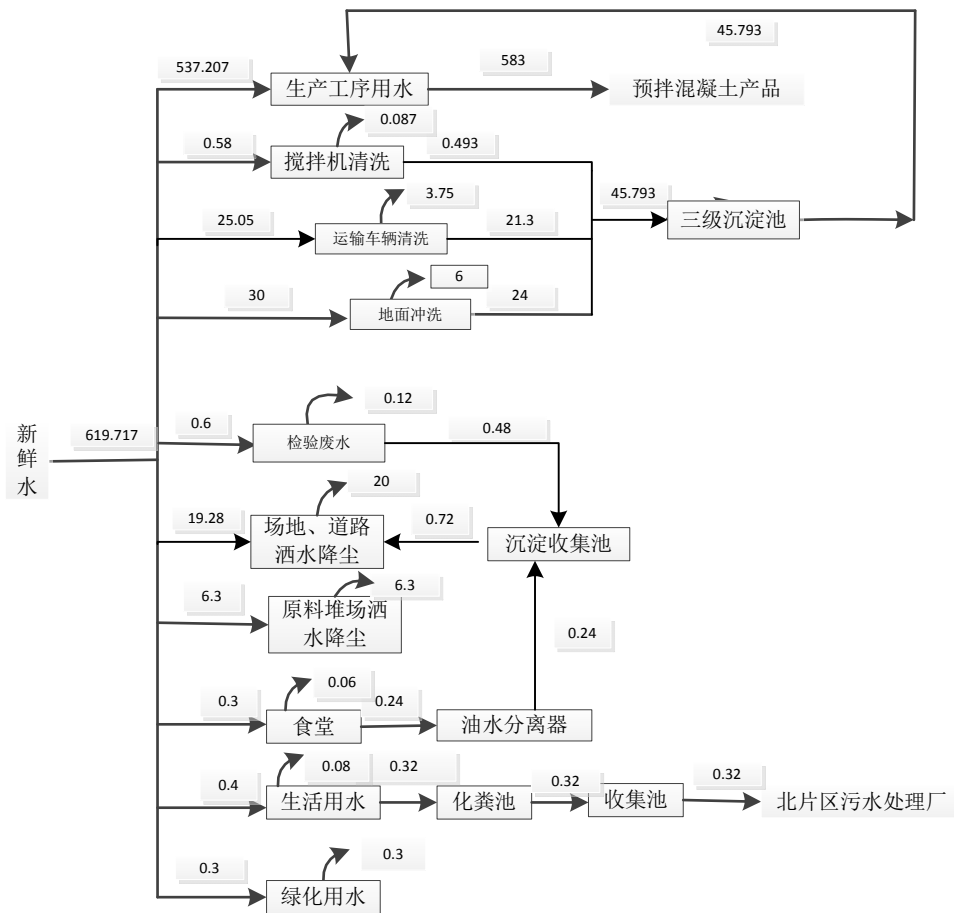 45.793
537.207
583
生产工序用水
预拌混凝土产品
0.087
0.58
搅拌机清洗
0.493
3.75
45.793
25.05
运输车辆清洗
21.3
三级沉淀池
6
30
地面冲洗
24
0.12
新
鲜
水
619.717
0.6
检验废水
0.48
20
19.28
场地、道路
洒水降尘
0.72
沉淀收集池
6.3
6.3
原料堆场洒
水降尘
0.24
0.06
0.3
食堂
0.24
油水分离器
0.08
0.32
0.4
生活用水
化粪池
0.32
收集池
0.32
北片区污水处理厂
0.3
0.3
绿化用水